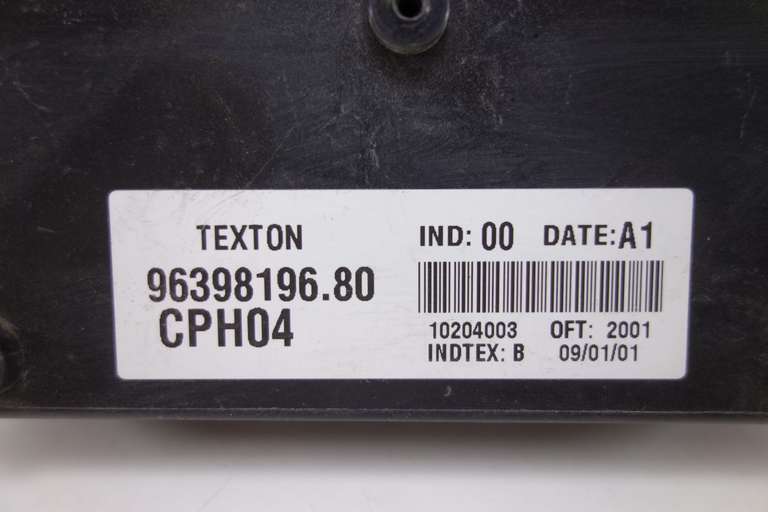 TEXTON
96398196.80
CPH04
IND: 00 DATE: A1
10204003 OFT: 2001
INDTEX: B 09/01/01